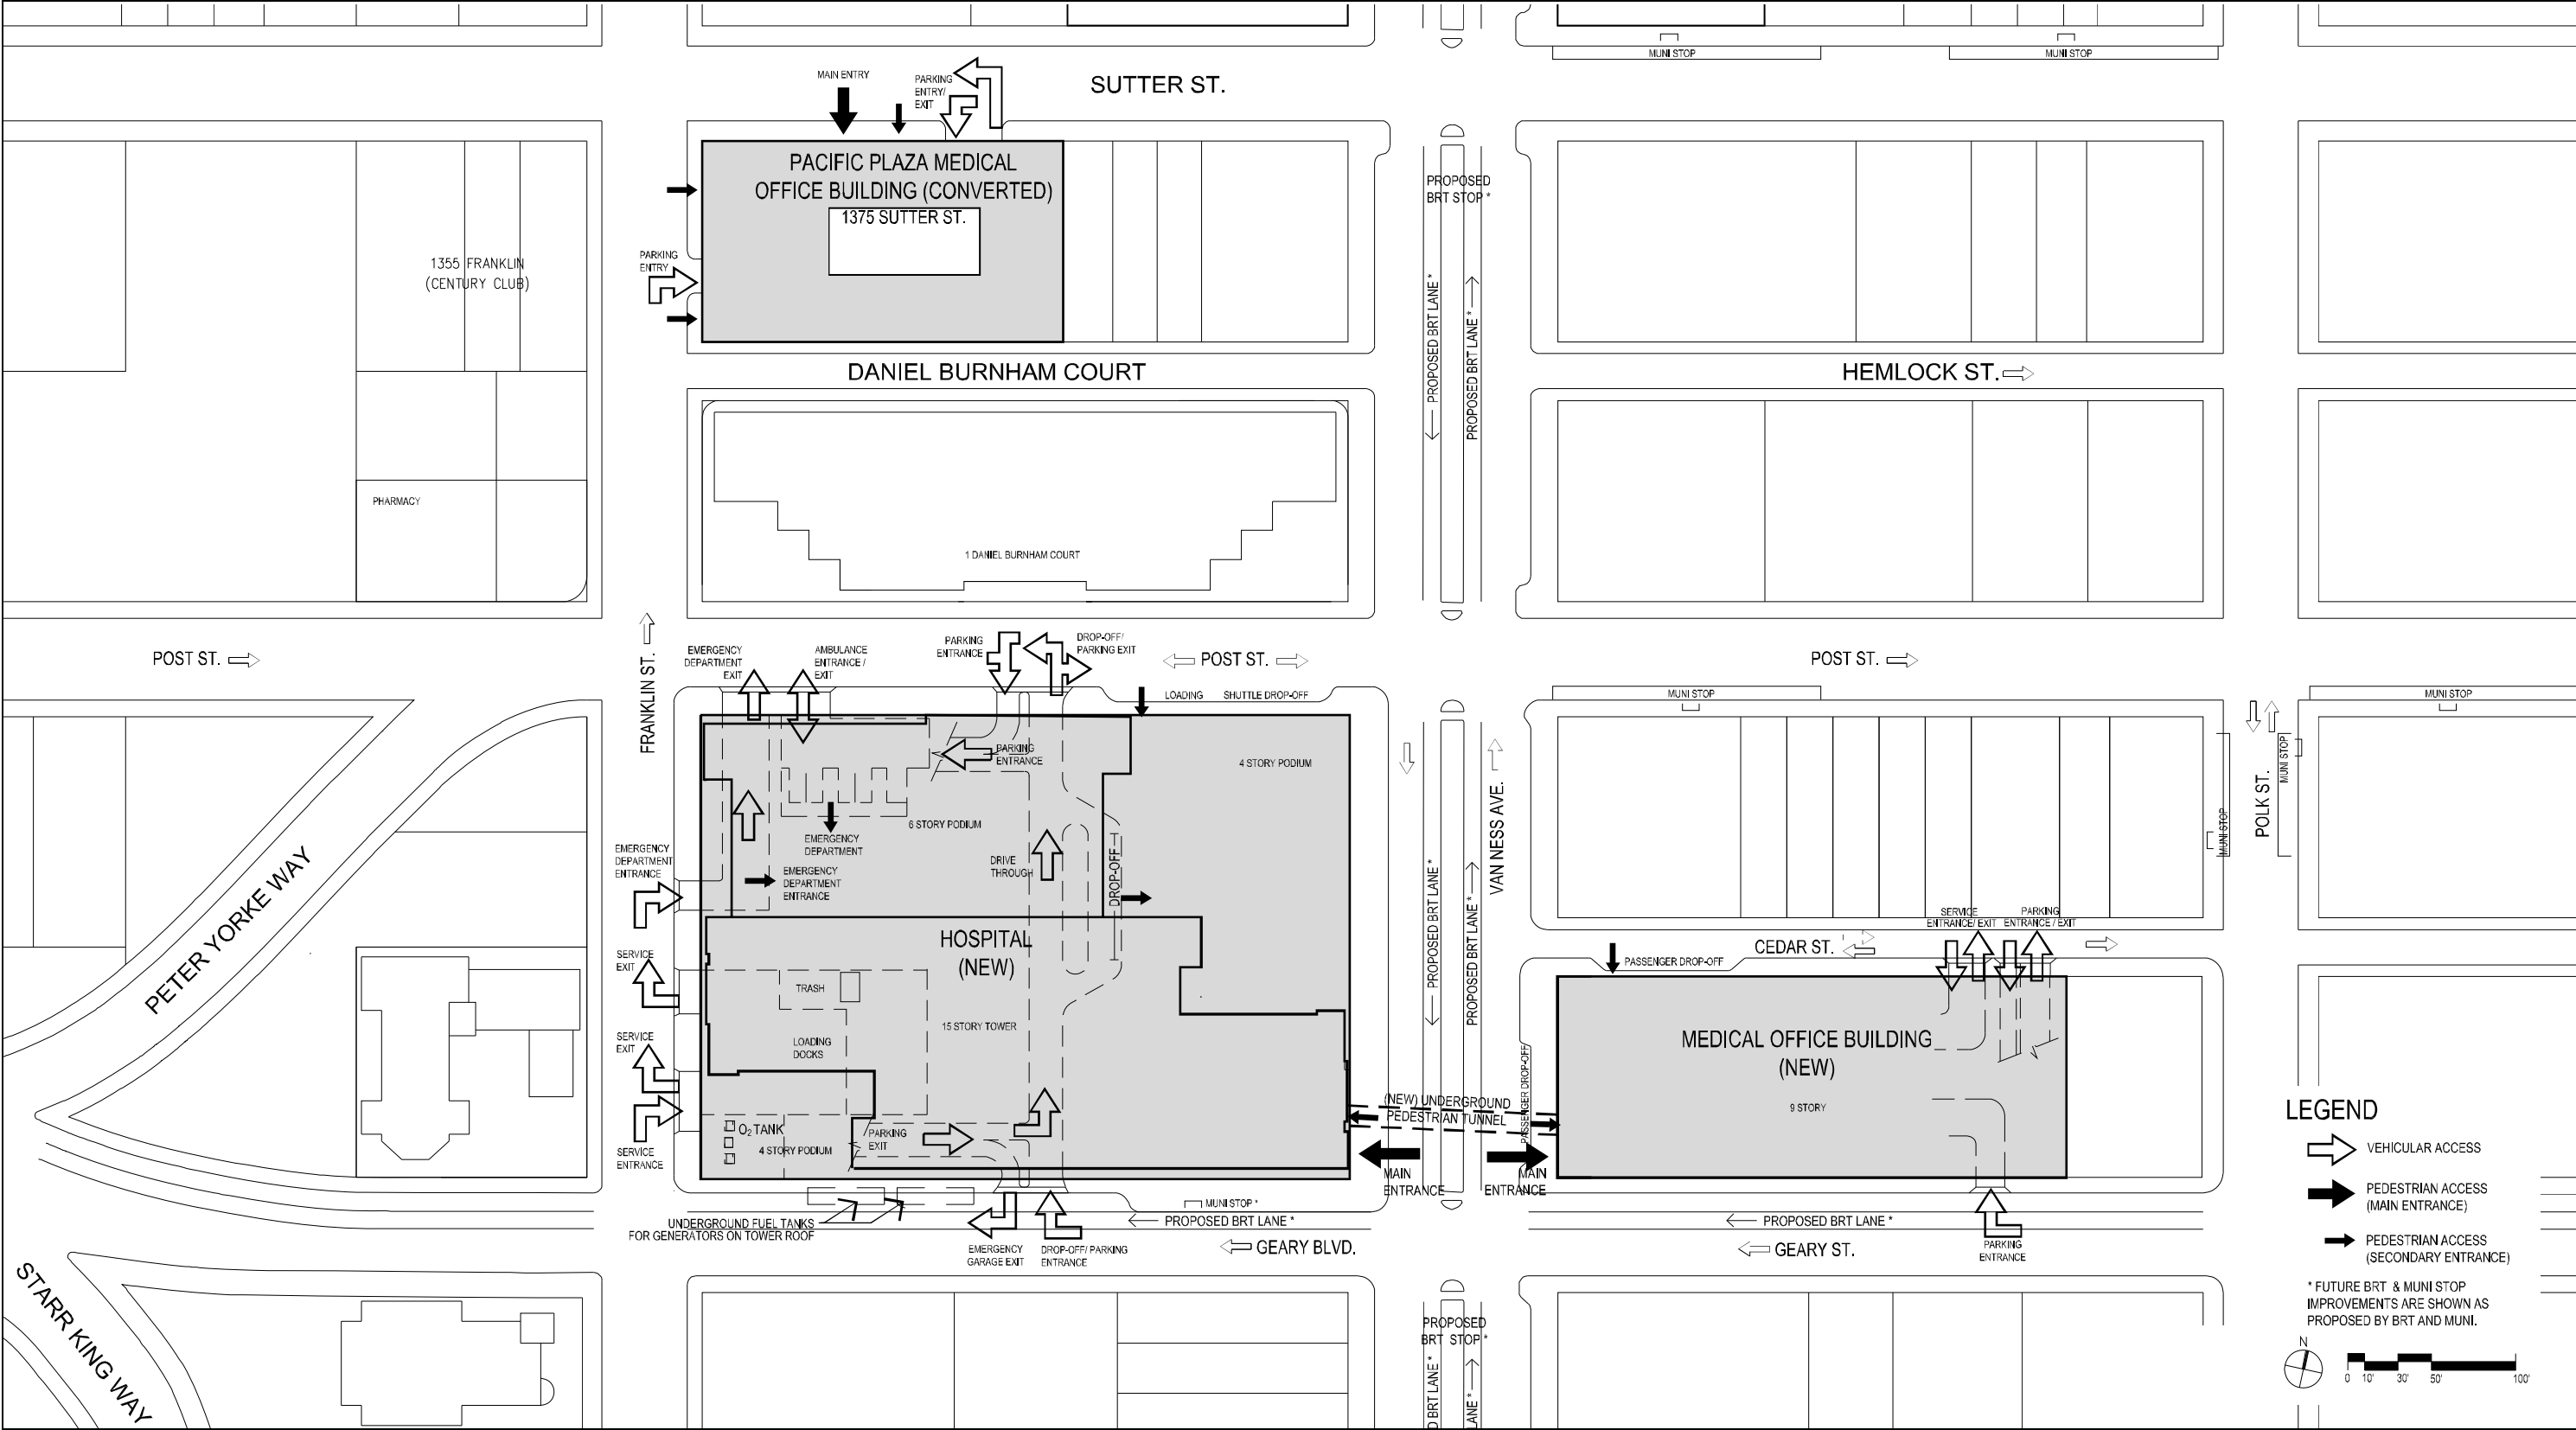 MUNI STOP
MUNI STOP
MAIN ENTRY
PARKING
ENTRY/
EXIT
SUTTER ST.
PACIFIC PLAZA MEDICAL
OFFICE BUILDING (CONVERTED)
1375 SUTTER ST.
PROPOSED
BRT STOP *
PARKING
ENTRY
1355 FRANKLIN
(CENTURY CLUB)
PROPOSED BRT LANE *
PROPOSED BRT LANE *
DANIEL BURNHAM COURT
HEMLOCK ST.
PHARMACY
1 DANIEL BURNHAM COURT
POST ST.
FRANKLIN ST.
EMERGENCY
DEPARTMENT
EXIT
AMBULANCE
ENTRANCE /
EXIT
PARKING
ENTRANCE
DROP-OFF/
PARKING EXIT
POST ST.
POST ST.
LOADING
SHUTTLE DROP-OFF
MUNI STOP
MUNI STOP
PARKING
ENTRANCE
4 STORY PODIUM
VAN NESS AVE.
POLK ST.
MUNI STOP
MUNI STOP
6 STORY PODIUM
EMERGENCY
DEPARTMENT
EMERGENCY
DEPARTMENT
ENTRANCE
EMERGENCY
DEPARTMENT
ENTRANCE
DRIVE
THROUGH
DROP-OFF
PROPOSED BRT LANE *
PROPOSED BRT LANE *
PETER YORKE WAY
HOSPITAL
(NEW)
SERVICE
ENTRANCE/ EXIT
PARKING
ENTRANCE / EXIT
CEDAR ST.
PASSENGER DROP-OFF
SERVICE
EXIT
TRASH
15 STORY TOWER
LOADING
DOCKS
SERVICE
EXIT
MEDICAL OFFICE BUILDING
(NEW)
9 STORY
PASSENGER DROP-OFF
(NEW) UNDERGROUND
PEDESTRIAN TUNNEL
O2 TANK
4 STORY PODIUM
PARKING
EXIT
SERVICE
ENTRANCE
MAIN
ENTRANCE
MAIN
ENTRANCE
MUNI STOP *
UNDERGROUND FUEL TANKS
FOR GENERATORS ON TOWER ROOF
PROPOSED BRT LANE *
PROPOSED BRT LANE *
EMERGENCY
GARAGE EXIT
DROP-OFF/ PARKING
ENTRANCE
GEARY BLVD.
GEARY ST.
PARKING
ENTRANCE
STARR KING WAY
PROPOSED
BRT STOP *
D BRT LANE *
LANE *
LEGEND
VEHICULAR ACCESS
PEDESTRIAN ACCESS
(MAIN ENTRANCE)
PEDESTRIAN ACCESS
(SECONDARY ENTRANCE)
* FUTURE BRT & MUNI STOP
IMPROVEMENTS ARE SHOWN AS
PROPOSED BY BRT AND MUNI.
N
0 10' 30' 50' 100'